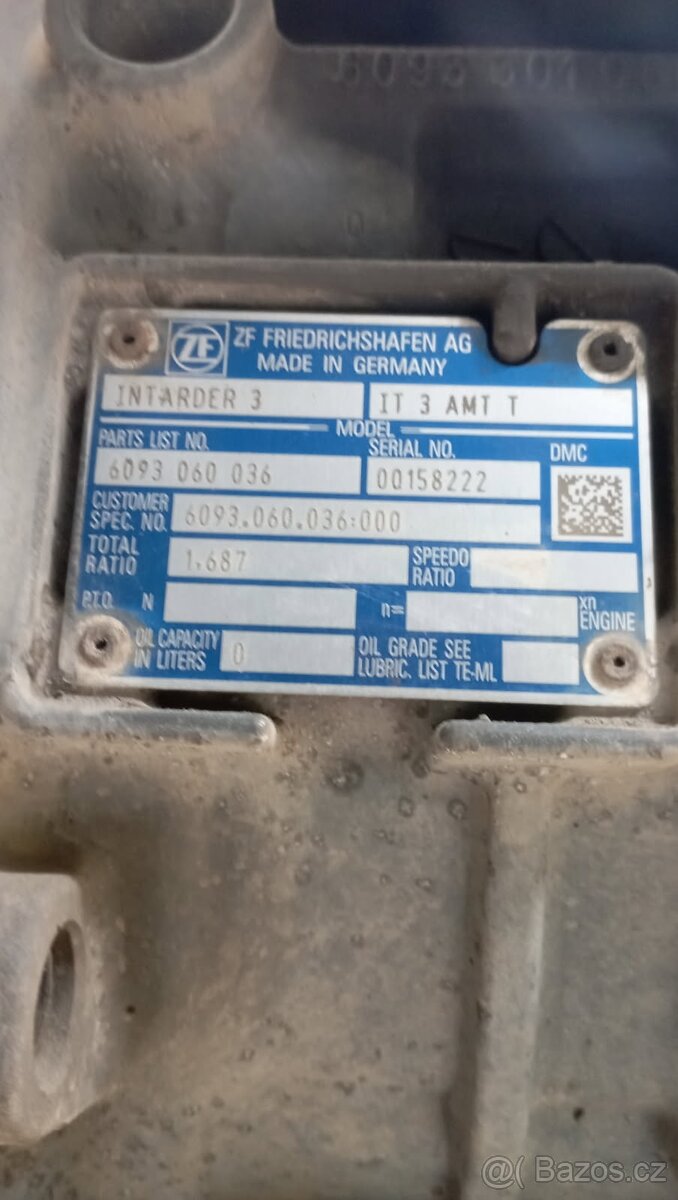 ZF
ZF FRIEDRICHSHAFEN AG
MADE IN GERMANY
INTARDER 3
IT 3 AMT T
MODEL
PARTS LIST NO.
SERIAL NO.
DMC
6093 060 036
00158222
CUSTOMER
SPEC. NO.
6093.060.036:000
TOTAL
RATIO
1.687
SPEEDO
RATIO
P.T.O. N
n=
xn
ENGINE
OIL CAPACITY
IN LITERS
0
OIL GRADE SEE
LUBRIC. LIST TE-ML
@ Bazos.cz